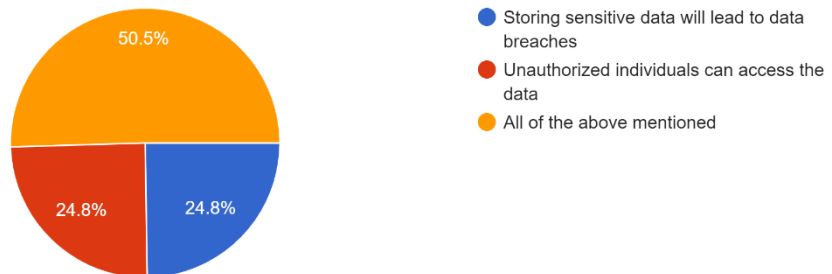 50.5%
24.8%
24.8%
Storing sensitive data will lead to data
breaches
Unauthorized individuals can access the
data
All of the above mentioned